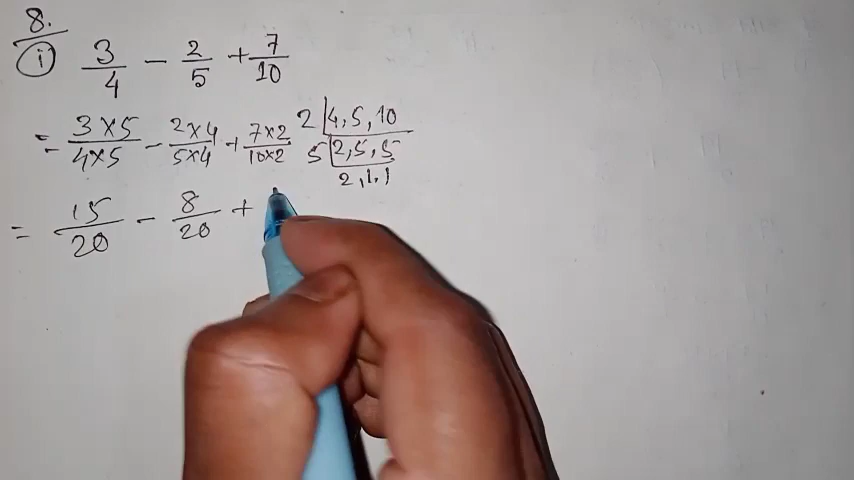 8.
(i) 3/4 - 2/5 + 7/10
= 3×5/4×5 - 2×4/5×4 + 7×2/10×2
2 | 4, 5, 10
5 | 2, 5, 5
2, 1, 1
= 15/20 - 8/20 +